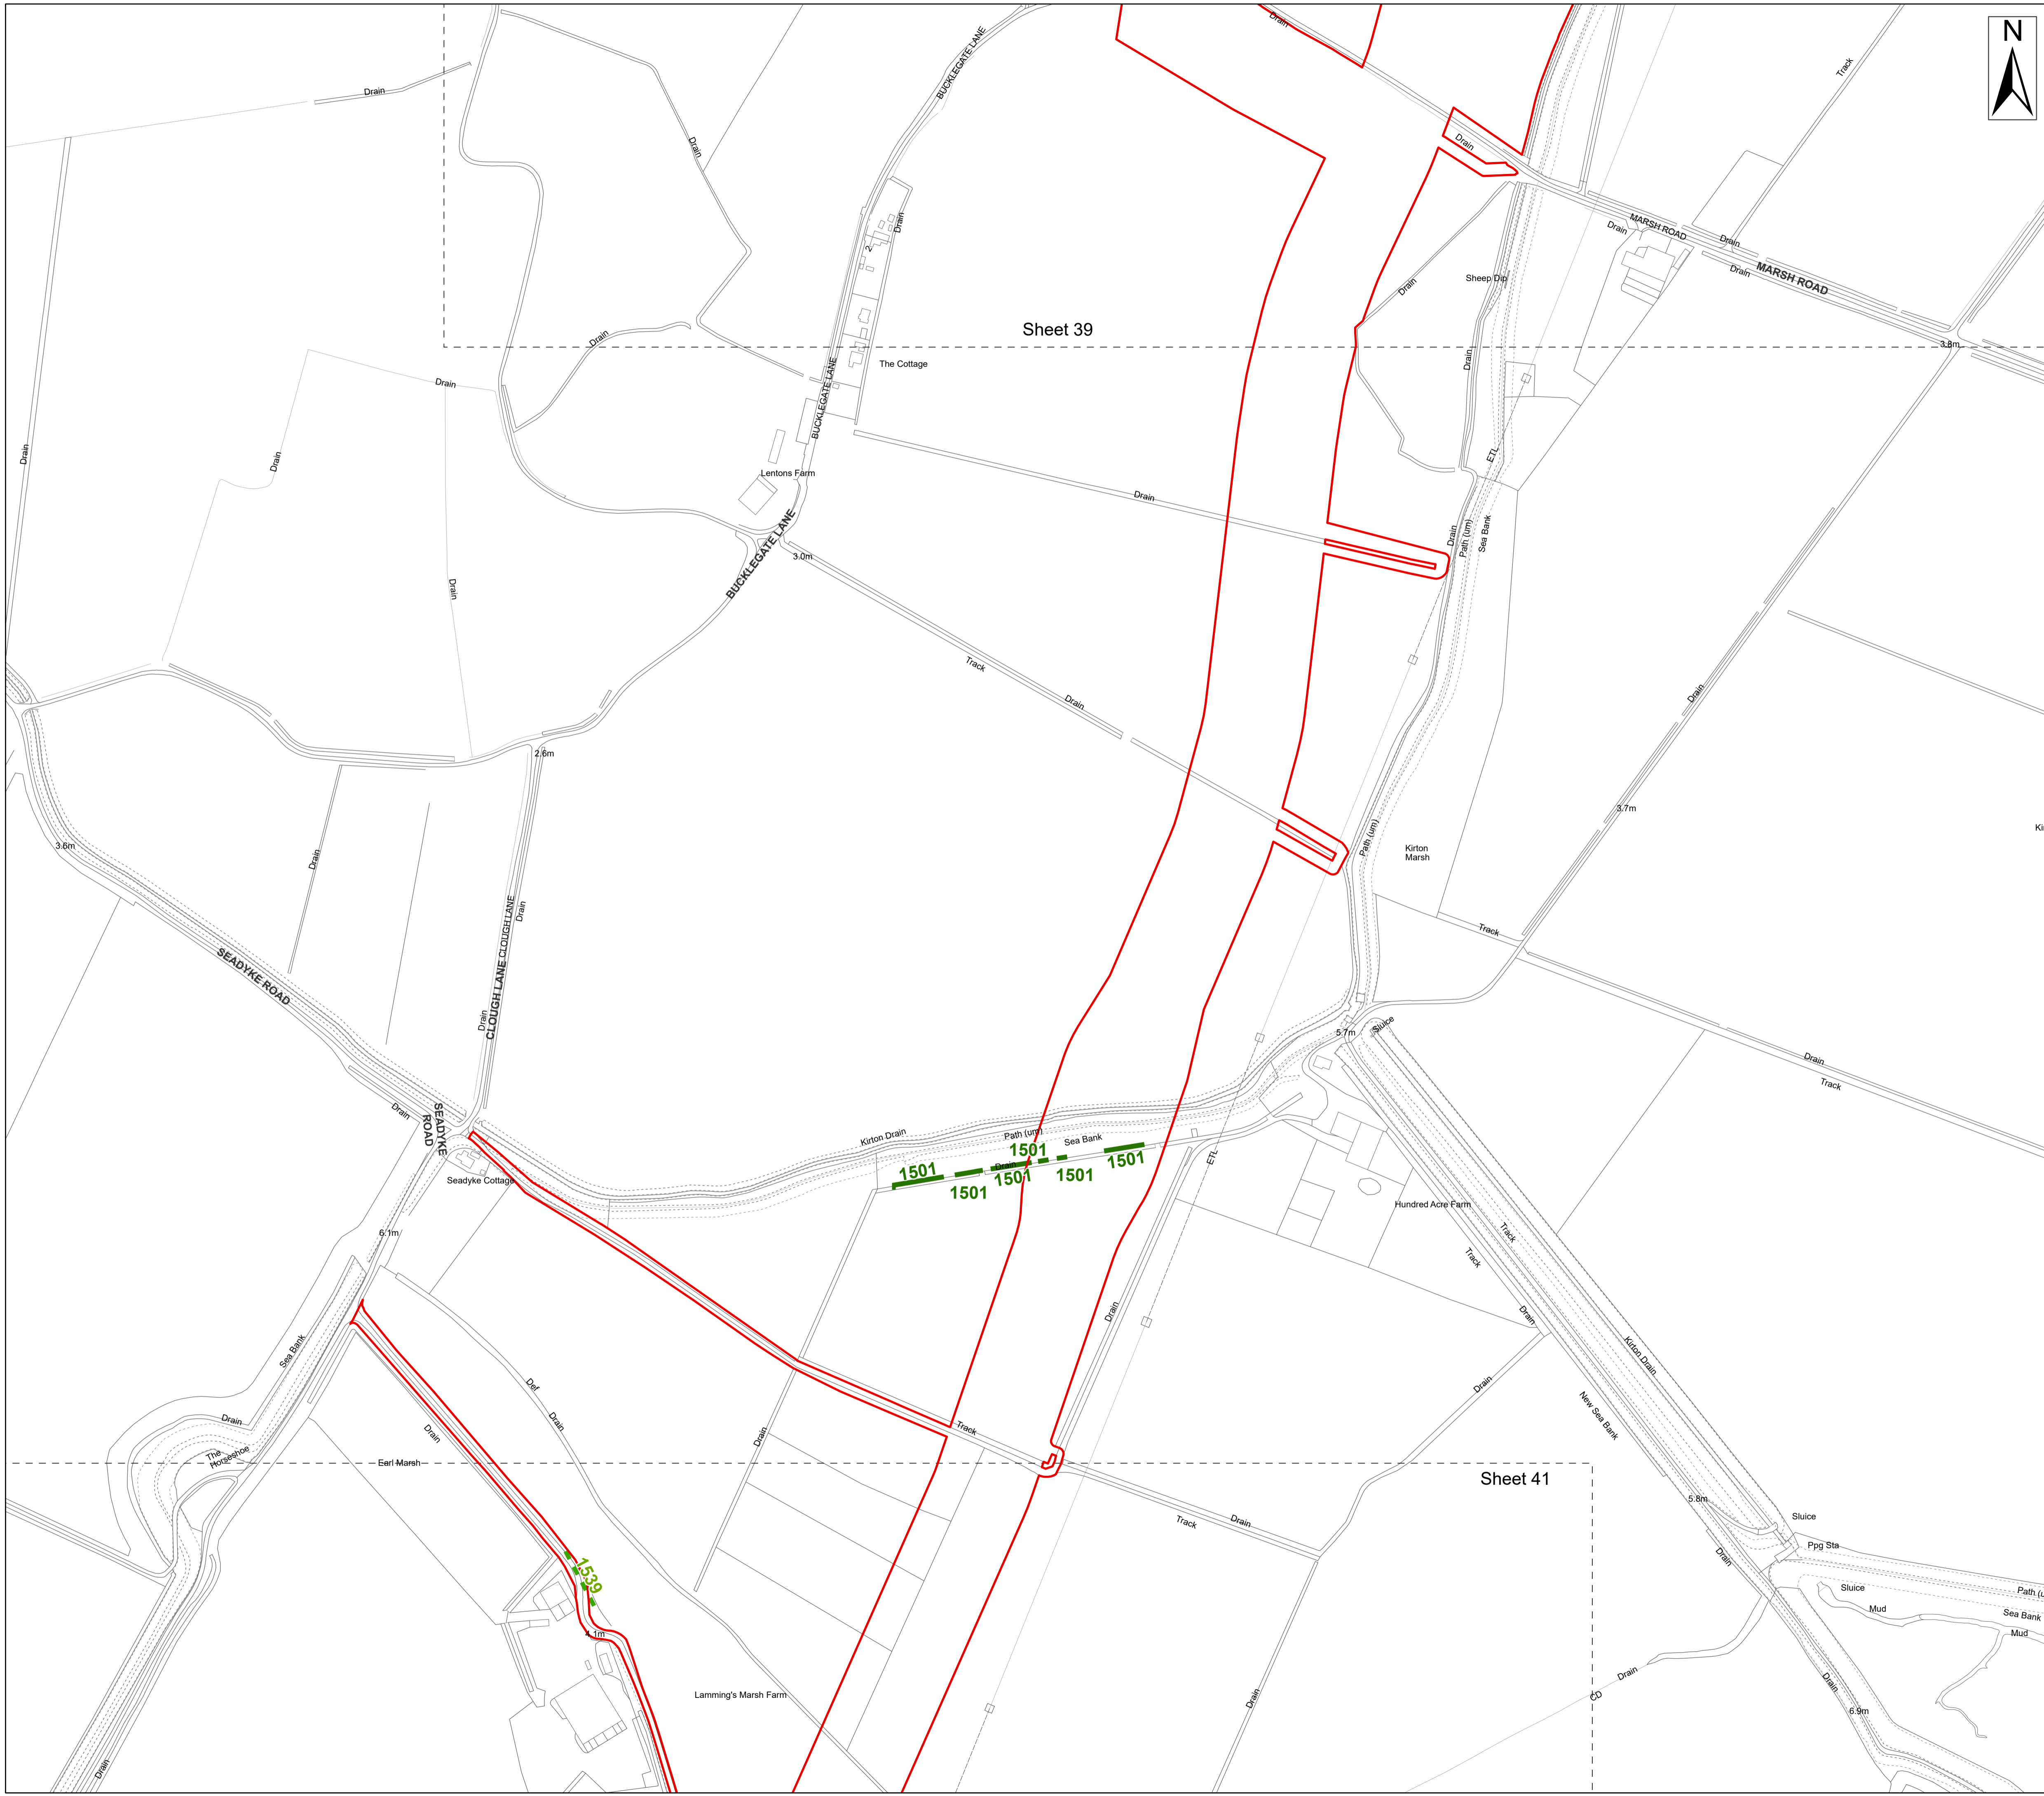 N
Drain
BUCKLEGATE LANE
Drain
Track
Drain
Drain
Drain
2
MARSH ROAD
Drain
Drain
MARSH ROAD
Drain
Sheep Dip
Drain
Sheet 39
Drain
3.8m
The Cottage
Drain
Drain
BUCKLEGATE LANE
Drain
Drain
Lentons Farm
ETL
Drain
BUCKLEGATE LANE
3.0m
Drain
Path (um)
Sea Bank
Drain
Track
Drain
Drain
2.6m
3.7m
3.6m
Drain
Path (um)
Kirton
Marsh
Ki
CLOUGH LANE
Drain
Track
SEADYKE ROAD
CLOUGH LANE
Drain
5.7m
Sluice
Drain
Track
Drain
SEADYKE
ROAD
Kirton Drain
Path (um)
Sea Bank
1501
1501
1501
Drain
1501
1501
1501
ETL
Seadyke Cottage
Hundred Acre Farm
6.1m
Track
Track
Drain
Drain
Sea Bank
Kirton Drain
Def
Drain
Drain
New Sea Bank
Drain
Drain
Drain
Track
The
Horseshoe
Earl Marsh
Sheet 41
5.8m
Sluice
Track
Drain
Ppg Sta
Drain
1539
Sluice
Path (u
Mud
Sea Bank
Mud
4.1m
Drain
CD
Lamming's Marsh Farm
Drain
Drain
6.9m
Drain